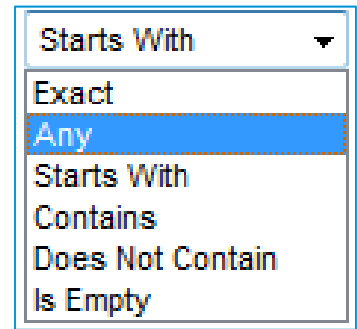 Starts With
Exact
Any
Starts With
Contains
Does Not Contain
Is Empty